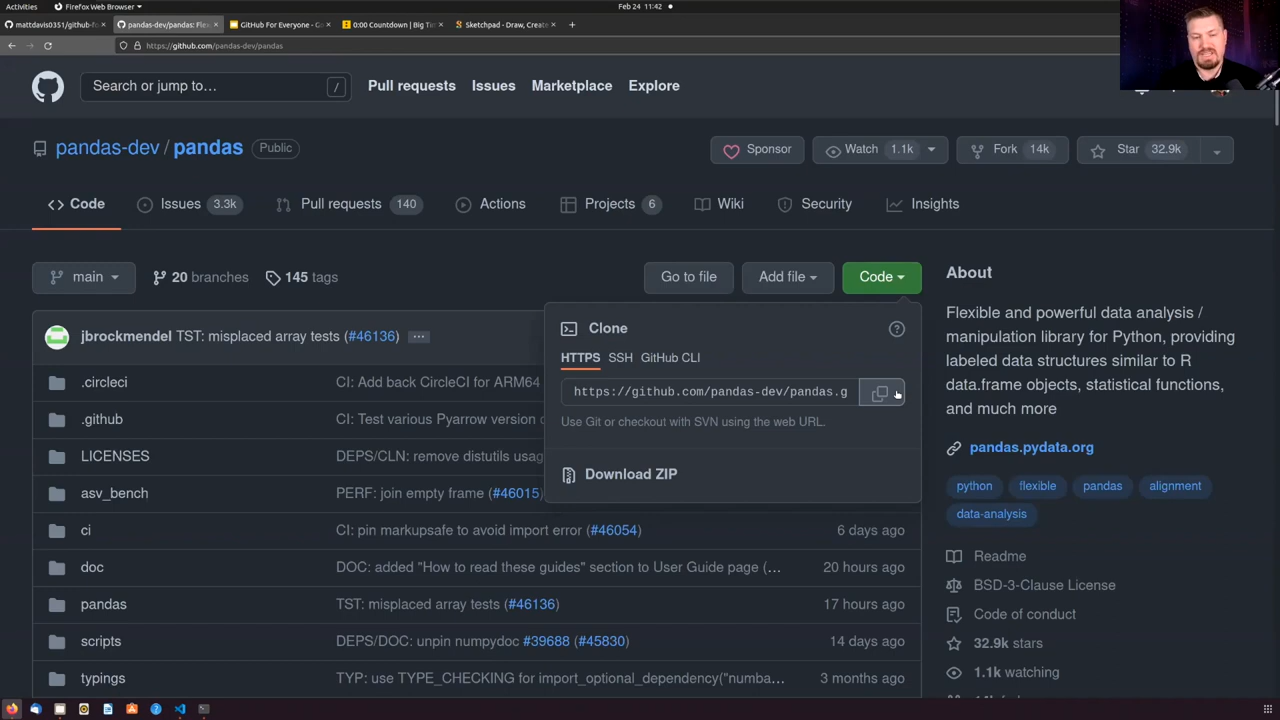 Activities
Firefox Web Browser
Feb 24 11:42
mattdavis0351/github-fo
pandas-dev/pandas: Flex
GitHub For Everyone - Go
0:00 Countdown | Big Ti
Sketchpad - Draw, Create
https://github.com/pandas-dev/pandas
Search or jump to…
/
Pull requests
Issues
Marketplace
Explore
pandas-dev / pandas
Public
Sponsor
Watch 1.1k
Fork 14k
Star 32.9k
Code
Issues 3.3k
Pull requests 140
Actions
Projects 6
Wiki
Security
Insights
main
20 branches
145 tags
Go to file
Add file
Code
Clone
HTTPS SSH GitHub CLI
https://github.com/pandas-dev/pandas.g
Use Git or checkout with SVN using the web URL.
Download ZIP
jbrockmendel TST: misplaced array tests (#46136)
.circleci CI: Add back CircleCI for ARM64
.github CI: Test various Pyarrow version
LICENSES DEPS/CLN: remove distutils usag
asv_bench PERF: join empty frame (#46015)
ci CI: pin markupsafe to avoid import error (#46054) 6 days ago
doc DOC: added "How to read these guides" section to User Guide page (… 20 hours ago
pandas TST: misplaced array tests (#46136) 17 hours ago
scripts DEPS/DOC: unpin numpydoc #39688 (#45830) 14 days ago
typings TYP: use TYPE_CHECKING for import_optional_dependency("numba… 3 months ago
About
Flexible and powerful data analysis /
manipulation library for Python, providing
labeled data structures similar to R
data.frame objects, statistical functions,
and much more
pandas.pydata.org
python flexible pandas alignment
data-analysis
Readme
BSD-3-Clause License
Code of conduct
32.9k stars
1.1k watching